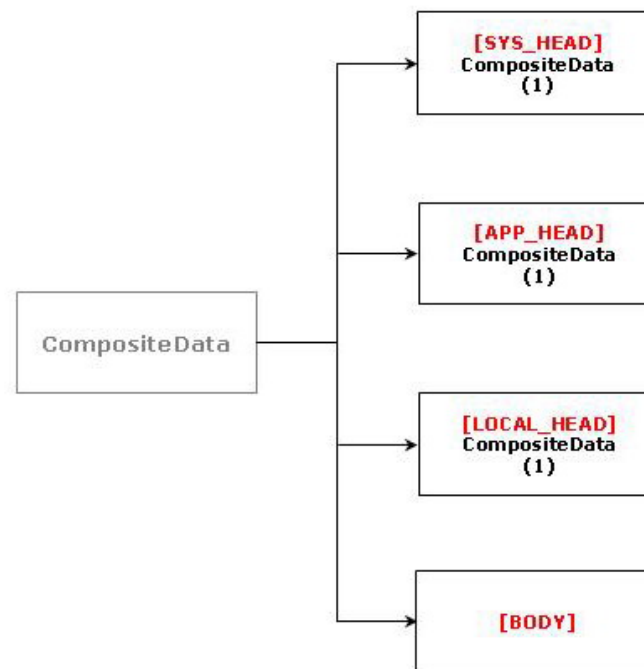 [SYS_HEAD]
CompositeData
(1)
[APP_HEAD]
CompositeData
(1)
CompositeData
[LOCAL_HEAD]
CompositeData
(1)
[BODY]